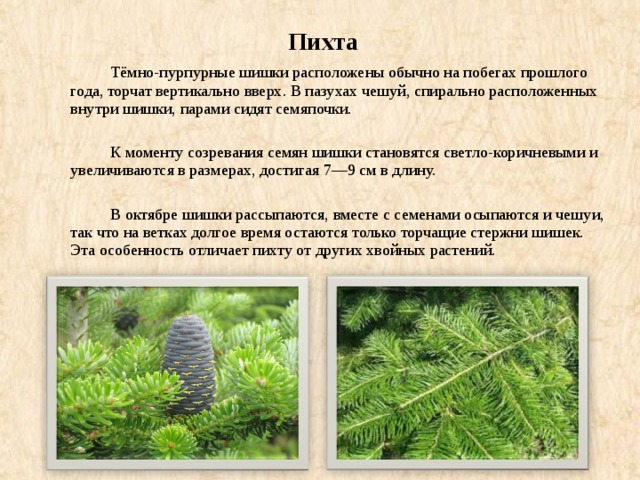 Пихта
Тёмно-пурпурные шишки расположены обычно на побегах прошлого
года, торчат вертикально вверх. В пазухах чешуй, спирально расположенных
внутри шишки, парами сидят семяпочки.
К моменту созревания семян шишки становятся светло-коричневыми и
увеличиваются в размерах, достигая 7—9 см в длину.
В октябре шишки рассыпаются, вместе с семенами осыпаются и чешуи,
так что на ветках долгое время остаются только торчащие стержни шишек.
Эта особенность отличает пихту от других хвойных растений.